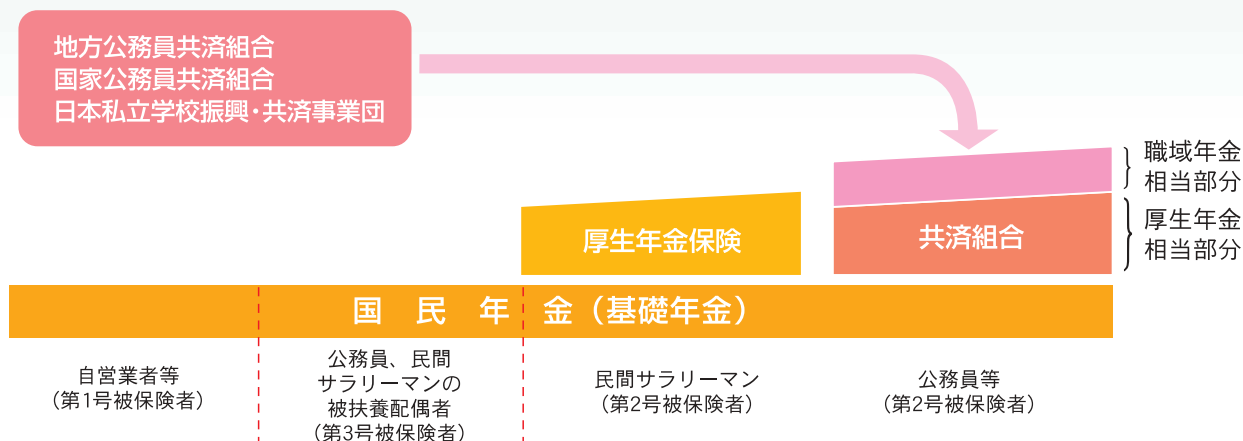 地方公務員共済組合
国家公務員共済組合
日本私立学校振興・共済事業団
職域年金
相当部分
厚生年金保険
共済組合
厚生年金
相当部分
国民年金（基礎年金）
自営業者等
（第1号被保険者）
公務員、民間
サラリーマンの
被扶養配偶者
（第3号被保険者）
民間サラリーマン
（第2号被保険者）
公務員等
（第2号被保険者）